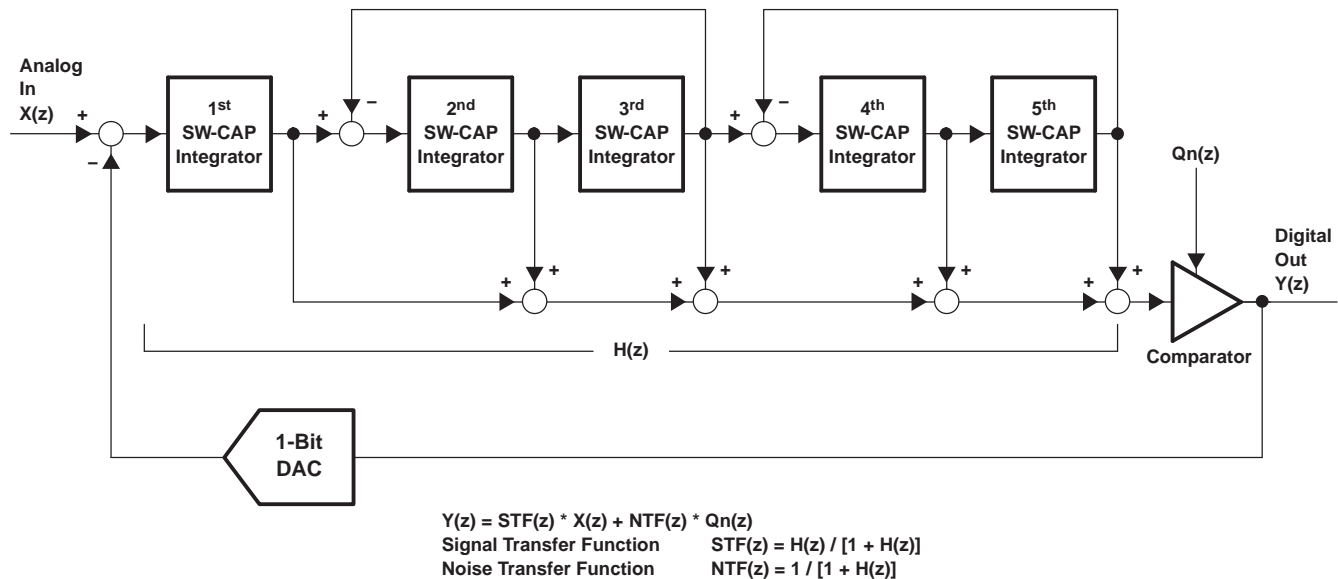 Analog
In
X(z)
+
−
1st
SW-CAP
Integrator
+
−
2nd
SW-CAP
Integrator
3rd
SW-CAP
Integrator
+
−
4th
SW-CAP
Integrator
5th
SW-CAP
Integrator
Qn(z)
Digital
Out
Y(z)
+ + + + + + + +
H(z)
Comparator
1-Bit
DAC
Y(z) = STF(z) * X(z) + NTF(z) * Qn(z)
Signal Transfer Function STF(z) = H(z) / [1 + H(z)]
Noise Transfer Function NTF(z) = 1 / [1 + H(z)]